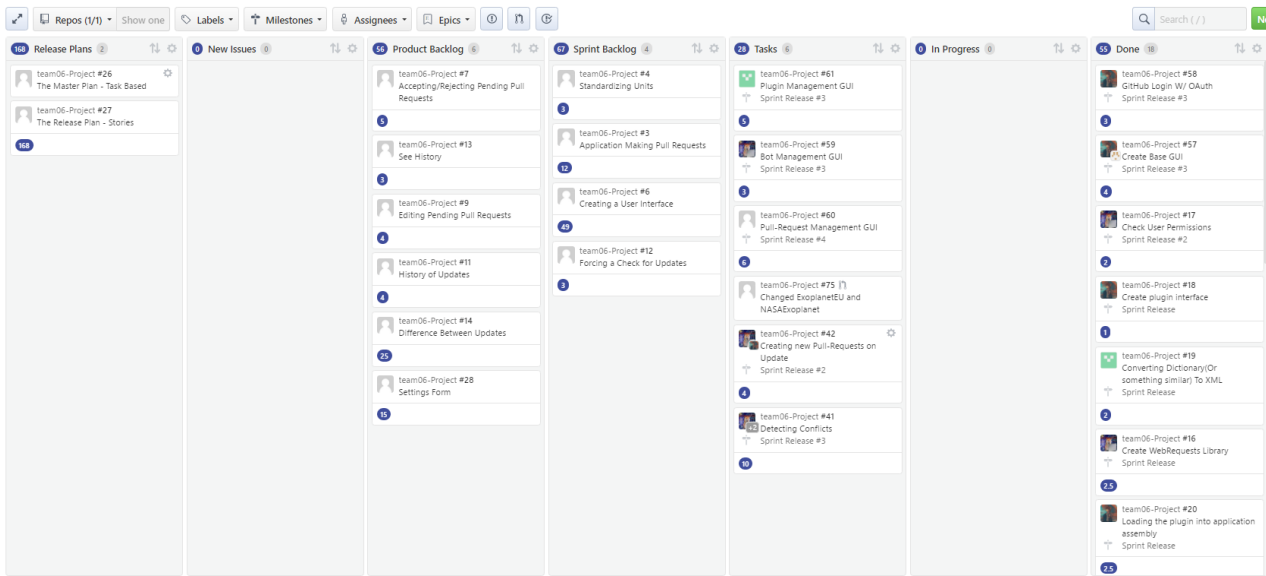 Repos (1/1) Show one Labels Milestones Assignees Epics Search ( / )
168 Release Plans 2
team06-Project #26
The Master Plan - Task Based
team06-Project #27
The Release Plan - Stories
168
0 New Issues 0
56 Product Backlog 6
team06-Project #7
Accepting/Rejecting Pending Pull
Requests
5
team06-Project #13
See History
3
team06-Project #9
Editing Pending Pull Requests
4
team06-Project #11
History of Updates
4
team06-Project #14
Difference Between Updates
25
team06-Project #28
Settings Form
15
67 Sprint Backlog 4
team06-Project #4
Standardizing Units
3
team06-Project #3
Application Making Pull Requests
12
team06-Project #6
Creating a User Interface
49
team06-Project #12
Forcing a Check for Updates
3
28 Tasks 6
team06-Project #61
Plugin Management GUI
Sprint Release #3
5
team06-Project #59
Bot Management GUI
Sprint Release #3
3
team06-Project #60
Pull-Request Management GUI
Sprint Release #4
6
team06-Project #75
Changed ExoplanetEU and
NASAExoplanet
team06-Project #42
Creating new Pull-Requests on
Update
Sprint Release #2
4
team06-Project #41
+2
Detecting Conflicts
Sprint Release #3
10
0 In Progress 0
55 Done 18
team06-Project #58
GitHub Login W/ OAuth
Sprint Release #3
3
team06-Project #57
Create Base GUI
Sprint Release #3
4
team06-Project #17
Check User Permissions
Sprint Release #2
2
team06-Project #18
Create plugin interface
Sprint Release
1
team06-Project #19
Converting Dictionary(Or
something similar) To XML
Sprint Release
2
team06-Project #16
Create WebRequests Library
Sprint Release
2.5
team06-Project #20
Loading the plugin into application
assembly
Sprint Release
2.5